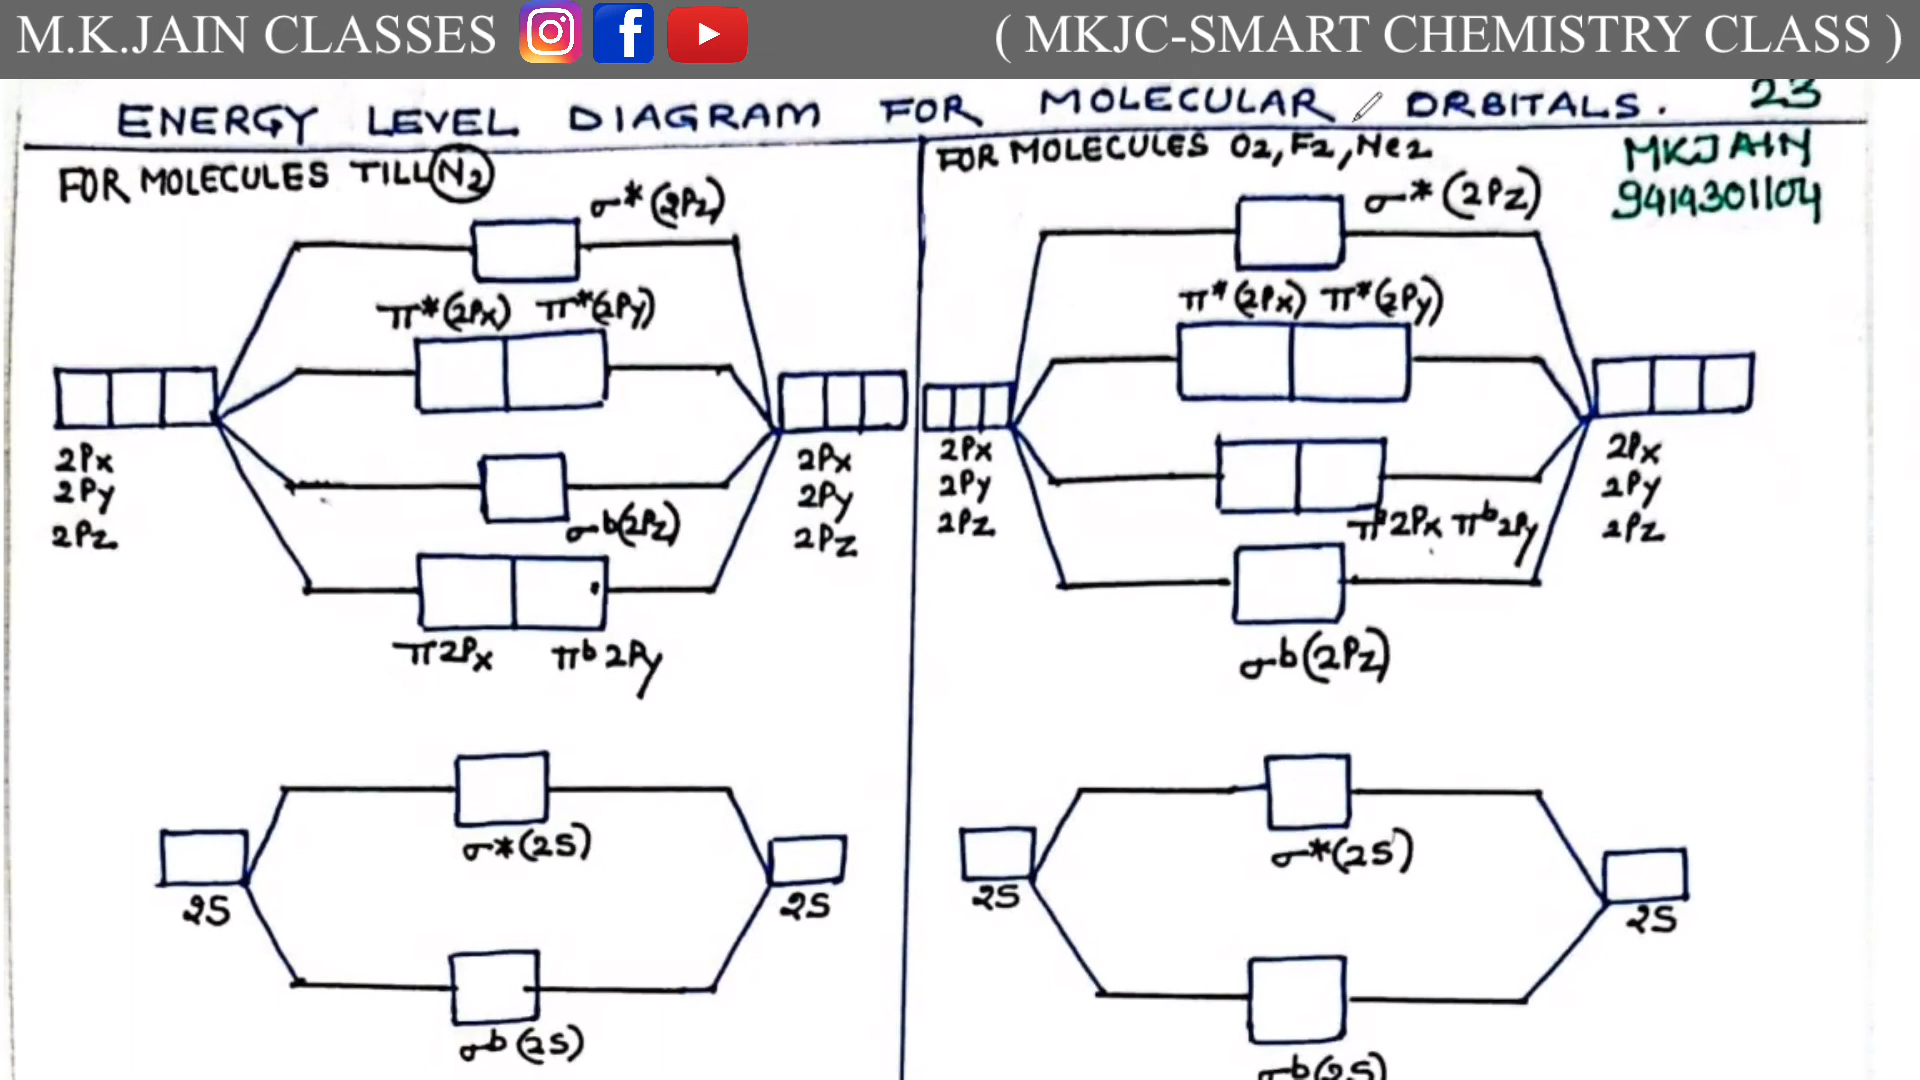 M.K.JAIN CLASSES
( MKJC-SMART CHEMISTRY CLASS )
ENERGY LEVEL DIAGRAM FOR MOLECULAR ORBITALS. 23
MKJAIN
9414301104
FOR MOLECULES TILL N2
σ*(2Pz)
π*(2Px) π*(2Py)
2Px
2Py
2Pz
2Px
2Py
2Pz
σb(2Pz)
π2Px πb2Py
σ*(2S)
2S
2S
σb(2S)
FOR MOLECULES O2, F2, Ne2
σ*(2Pz)
π*(2Px) π*(2Py)
2Px
2Py
2Pz
2Px
2Py
2Pz
πb2Px πb2Py
σb(2Pz)
σ*(2S)
2S
2S
σb(2S)